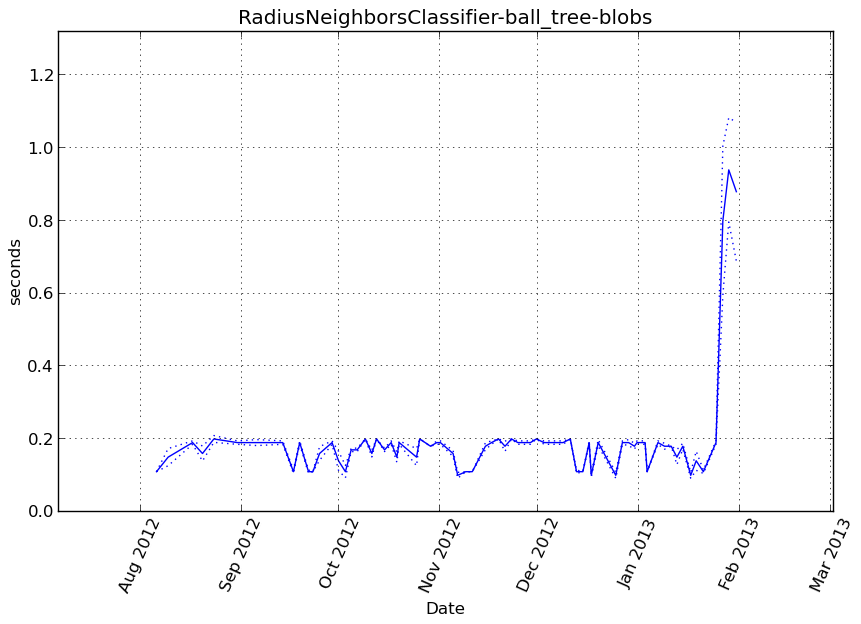 RadiusNeighborsClassifier-ball_tree-blobs
1.2
1.0
0.8
0.6
0.4
0.2
0.0
seconds
Aug 2012
Sep 2012
Oct 2012
Nov 2012
Dec 2012
Jan 2013
Feb 2013
Mar 2013
Date